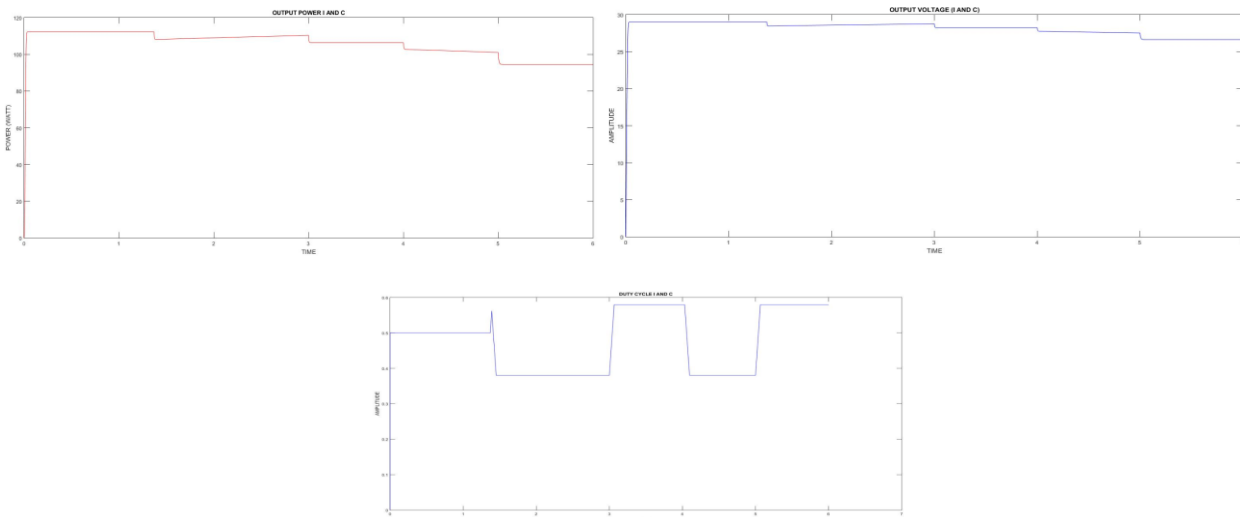 OUTPUT POWER I AND C
120
100
80
60
40
20
0
POWER (WATT)
0 1 2 3 4 5 6
TIME
OUTPUT VOLTAGE (I AND C)
30
25
20
15
10
5
0
AMPLITUDE
0 1 2 3 4 5
TIME
DUTY CYCLE I AND C
0.6
0.5
0.4
0.3
0.2
0.1
0
0 1 2 3 4 5 6 7